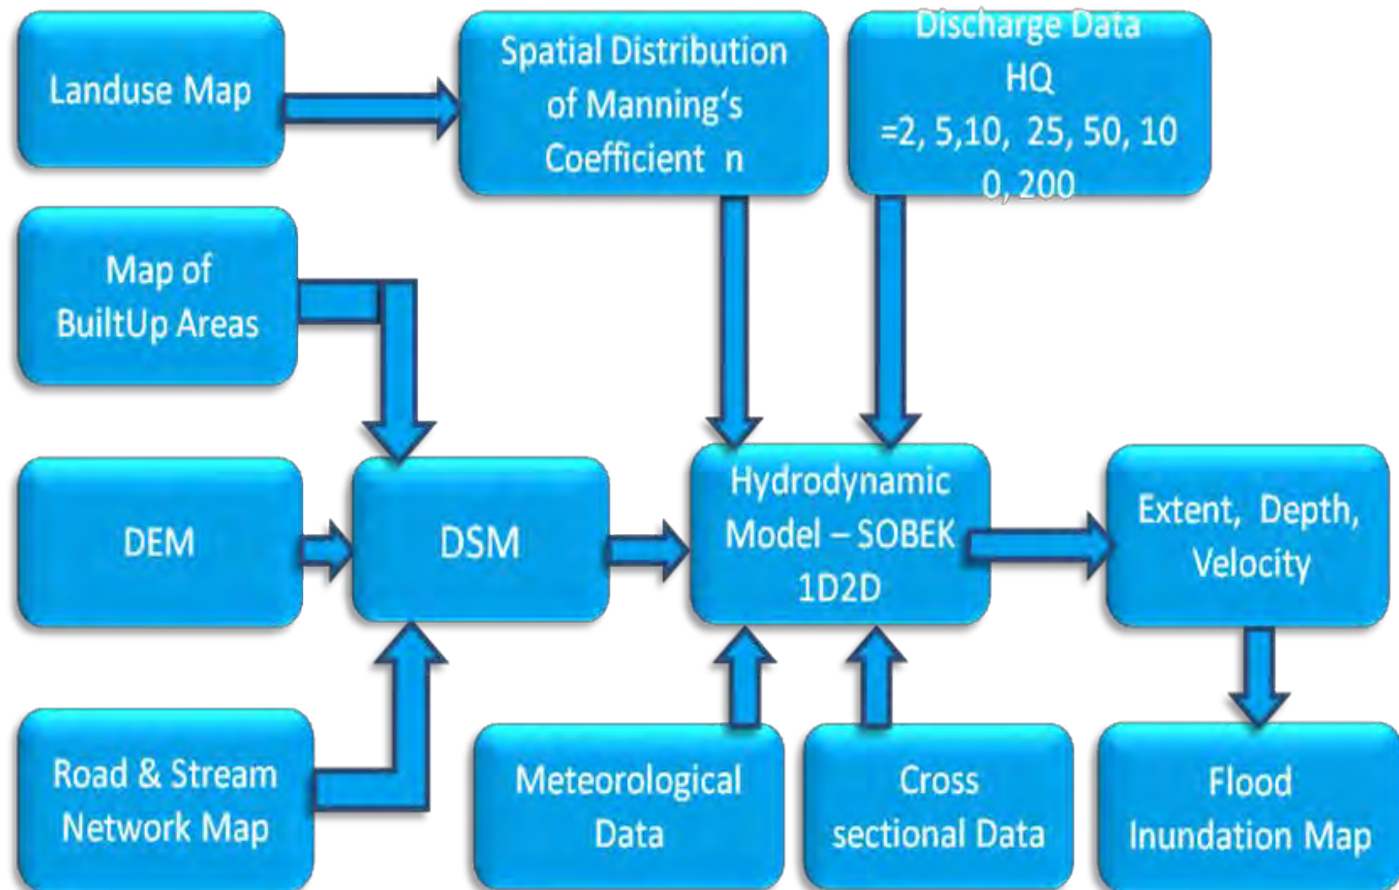 Landuse Map
Spatial Distribution
of Manning‘s
Coefficient n
Discharge Data
HQ
=2, 5,10, 25, 50, 10
0, 200
Map of
BuiltUp Areas
DEM
DSM
Hydrodynamic
Model – SOBEK
1D2D
Extent, Depth,
Velocity
Road & Stream
Network Map
Meteorological
Data
Cross
sectional Data
Flood
Inundation Map